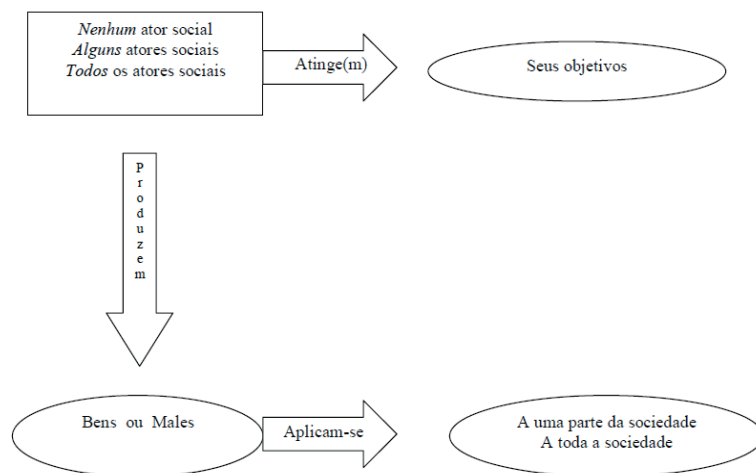 Nenhum ator social
Alguns atores sociais
Todos os atores sociais
Atinge(m)
Seus objetivos
Produzem
Bens ou Males
Aplicam-se
A uma parte da sociedade
A toda a sociedade